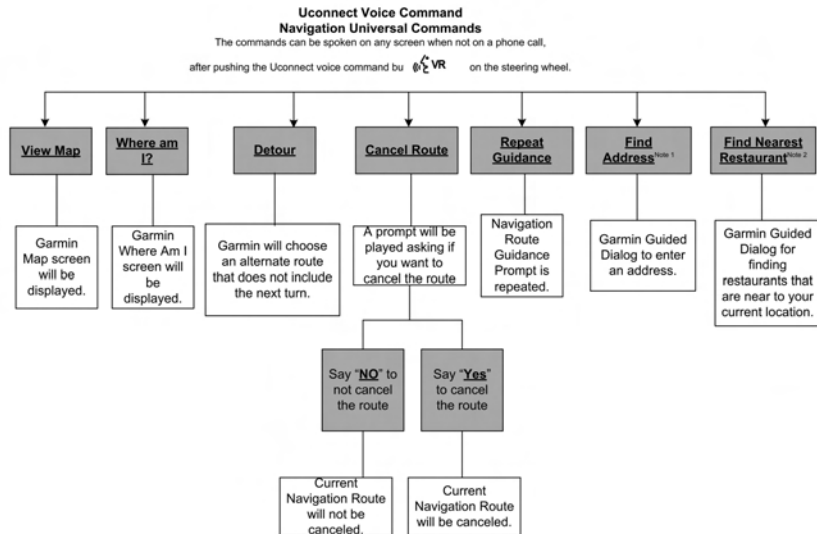 Uconnect Voice Command
Navigation Universal Commands
The commands can be spoken on any screen when not on a phone call,
after pushing the Uconnect voice command bu VR on the steering wheel.
View Map
Where am
I?
Detour
Cancel Route
Repeat
Guidance
Find
Address Note 1
Find Nearest
Restaurant Note 2
Garmin
Map screen
will be
displayed.
Garmin
Where Am I
screen will
be
displayed.
Garmin will choose
an alternate route
that does not include
the next turn.
A prompt will be
played asking if
you want to
cancel the route
Navigation
Route
Guidance
Prompt is
repeated.
Garmin Guided
Dialog to enter
an address.
Garmin Guided
Dialog for
finding
restaurants that
are near to your
current location.
Say “NO” to
not cancel
the route
Say “Yes”
to cancel
the route
Current
Navigation Route
will not be
canceled.
Current
Navigation Route
will be canceled.